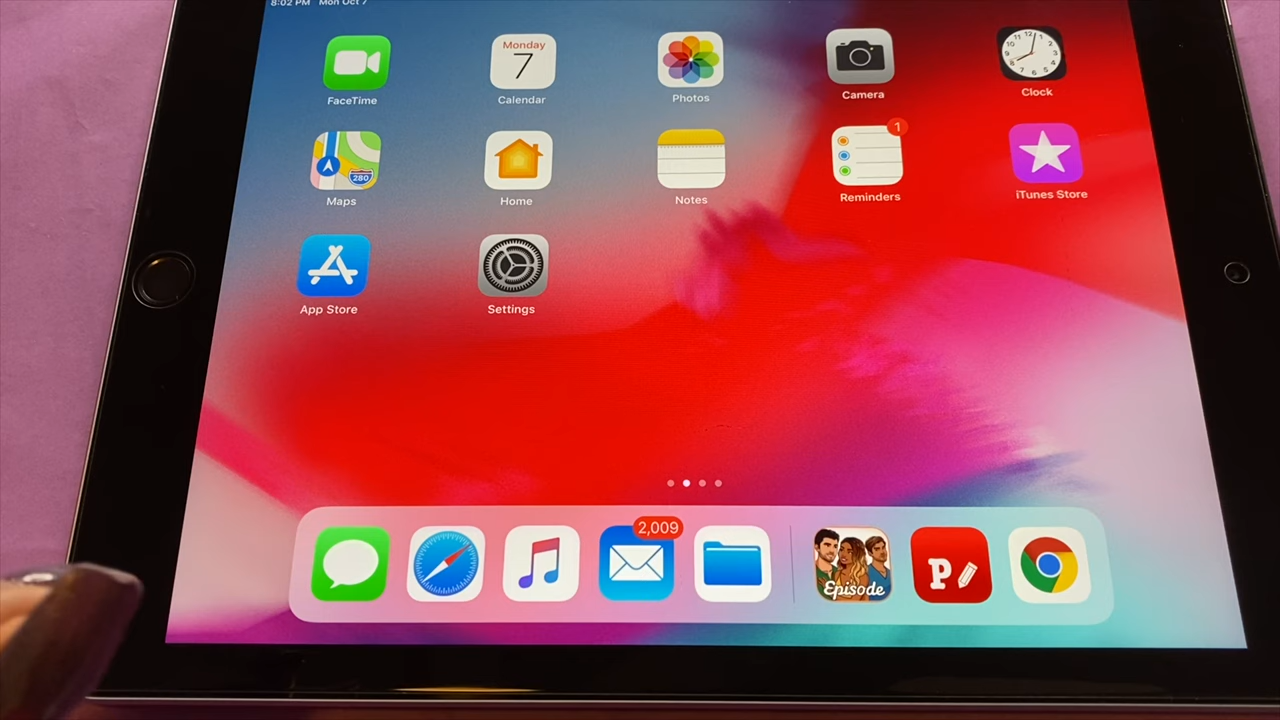 8:02 PM Mon Oct 7
Monday
7
FaceTime
Calendar
Photos
Camera
Clock
280
1
Maps
Home
Notes
Reminders
iTunes Store
App Store
Settings
2,009
Episode
P